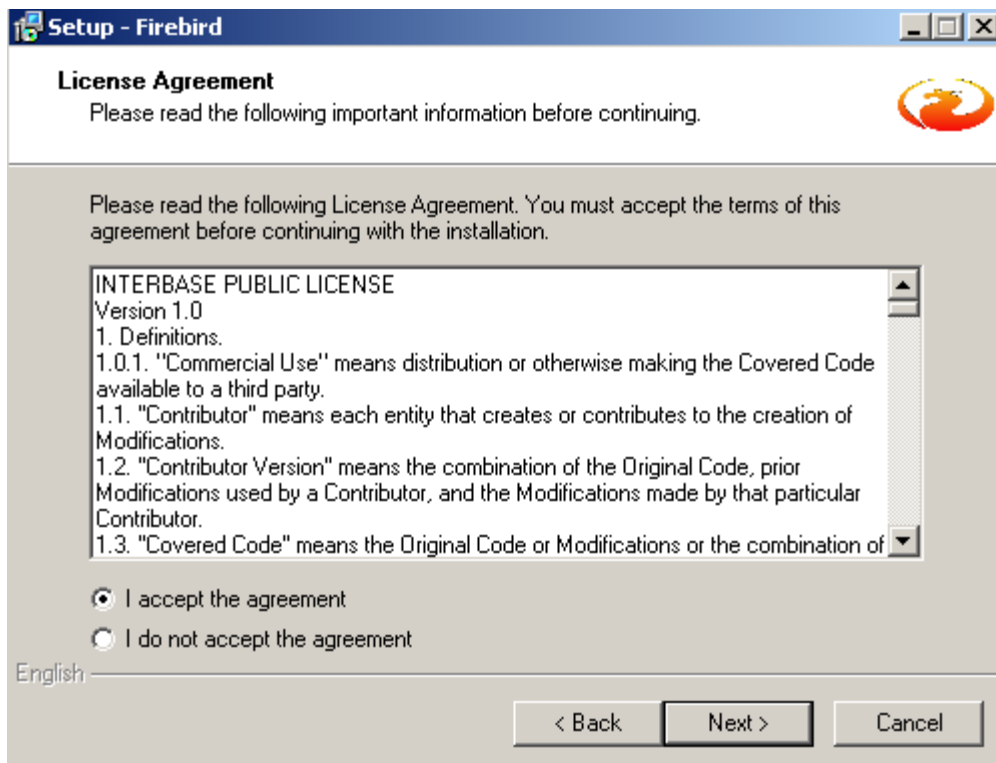 Setup - Firebird
License Agreement
Please read the following important information before continuing.
Please read the following License Agreement. You must accept the terms of this
agreement before continuing with the installation.
INTERBASE PUBLIC LICENSE
Version 1.0
1. Definitions.
1.0.1. "Commercial Use" means distribution or otherwise making the Covered Code
available to a third party.
1.1. "Contributor" means each entity that creates or contributes to the creation of
Modifications.
1.2. "Contributor Version" means the combination of the Original Code, prior
Modifications used by a Contributor, and the Modifications made by that particular
Contributor.
1.3. "Covered Code" means the Original Code or Modifications or the combination of
I accept the agreement
I do not accept the agreement
English
< Back Next > Cancel